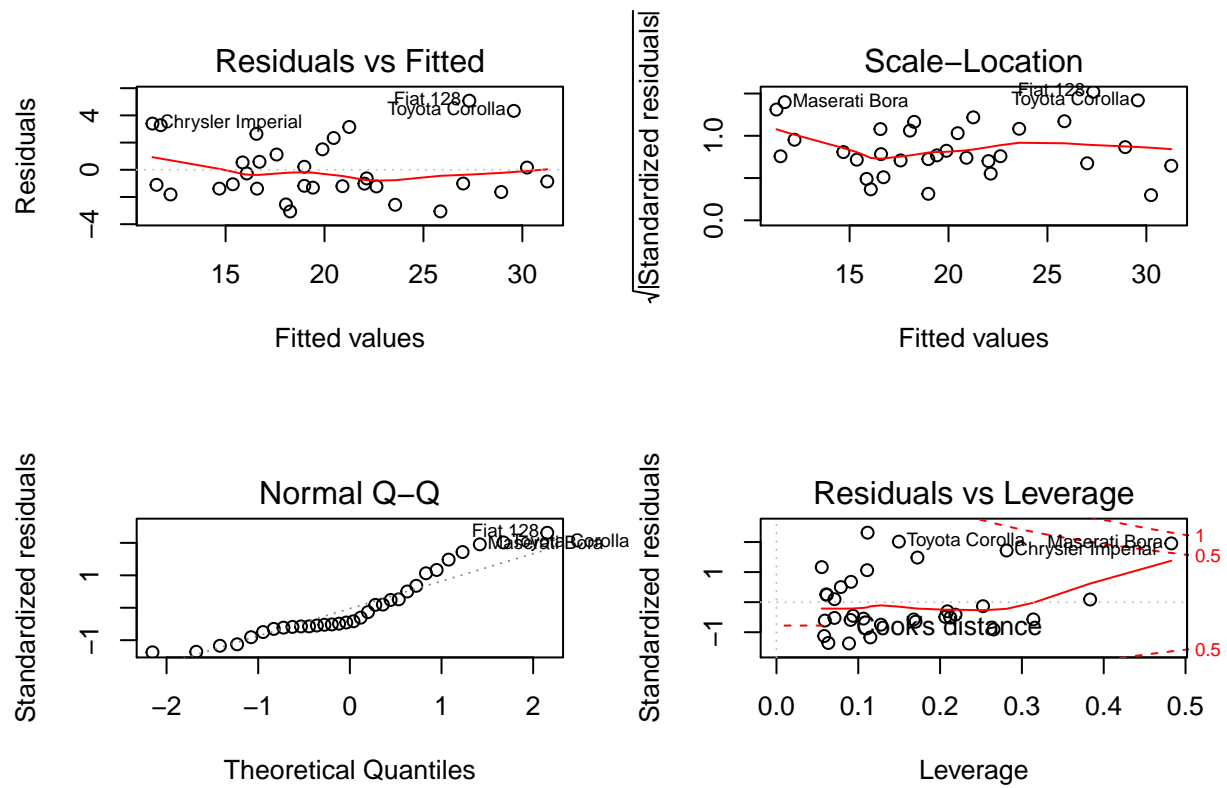 Residuals vs Fitted
Residuals
4
0
−4
Fiat 128
Toyota Corolla
Chrysler Imperial
15 20 25 30
Fitted values
Scale−Location
√|Standardized residuals|
1.0
0.0
Fiat 128
Maserati Bora
Toyota Corolla
15 20 25 30
Fitted values
Normal Q−Q
Standardized residuals
1
−1
Fiat 128
Maserati Bora
Toyota Corolla
−2 −1 0 1 2
Theoretical Quantiles
Residuals vs Leverage
Standardized residuals
1
−1
Toyota Corolla
Maserati Bora
Chrysler Imperial
1
0.5
Cook's distance
0.5
0.0 0.1 0.2 0.3 0.4 0.5
Leverage